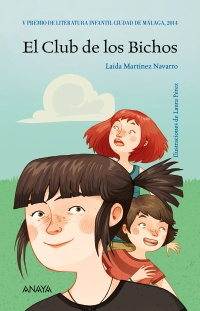 V PREMIO DE LITERATURA INFANTIL CIUDAD DE MÁLAGA, 2014
El Club de los Bichos
Laida Martínez Navarro
Ilustraciones de Laura Pérez
ANAYA